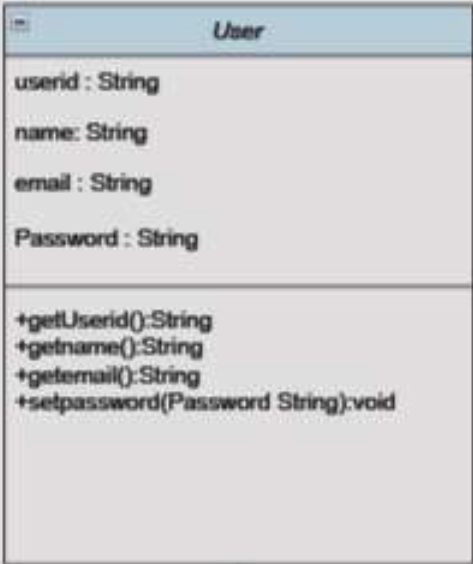 User
userid : String
name: String
email : String
Password : String
+getUserid():String
+getname():String
+getemail():String
+setpassword(Password String):void